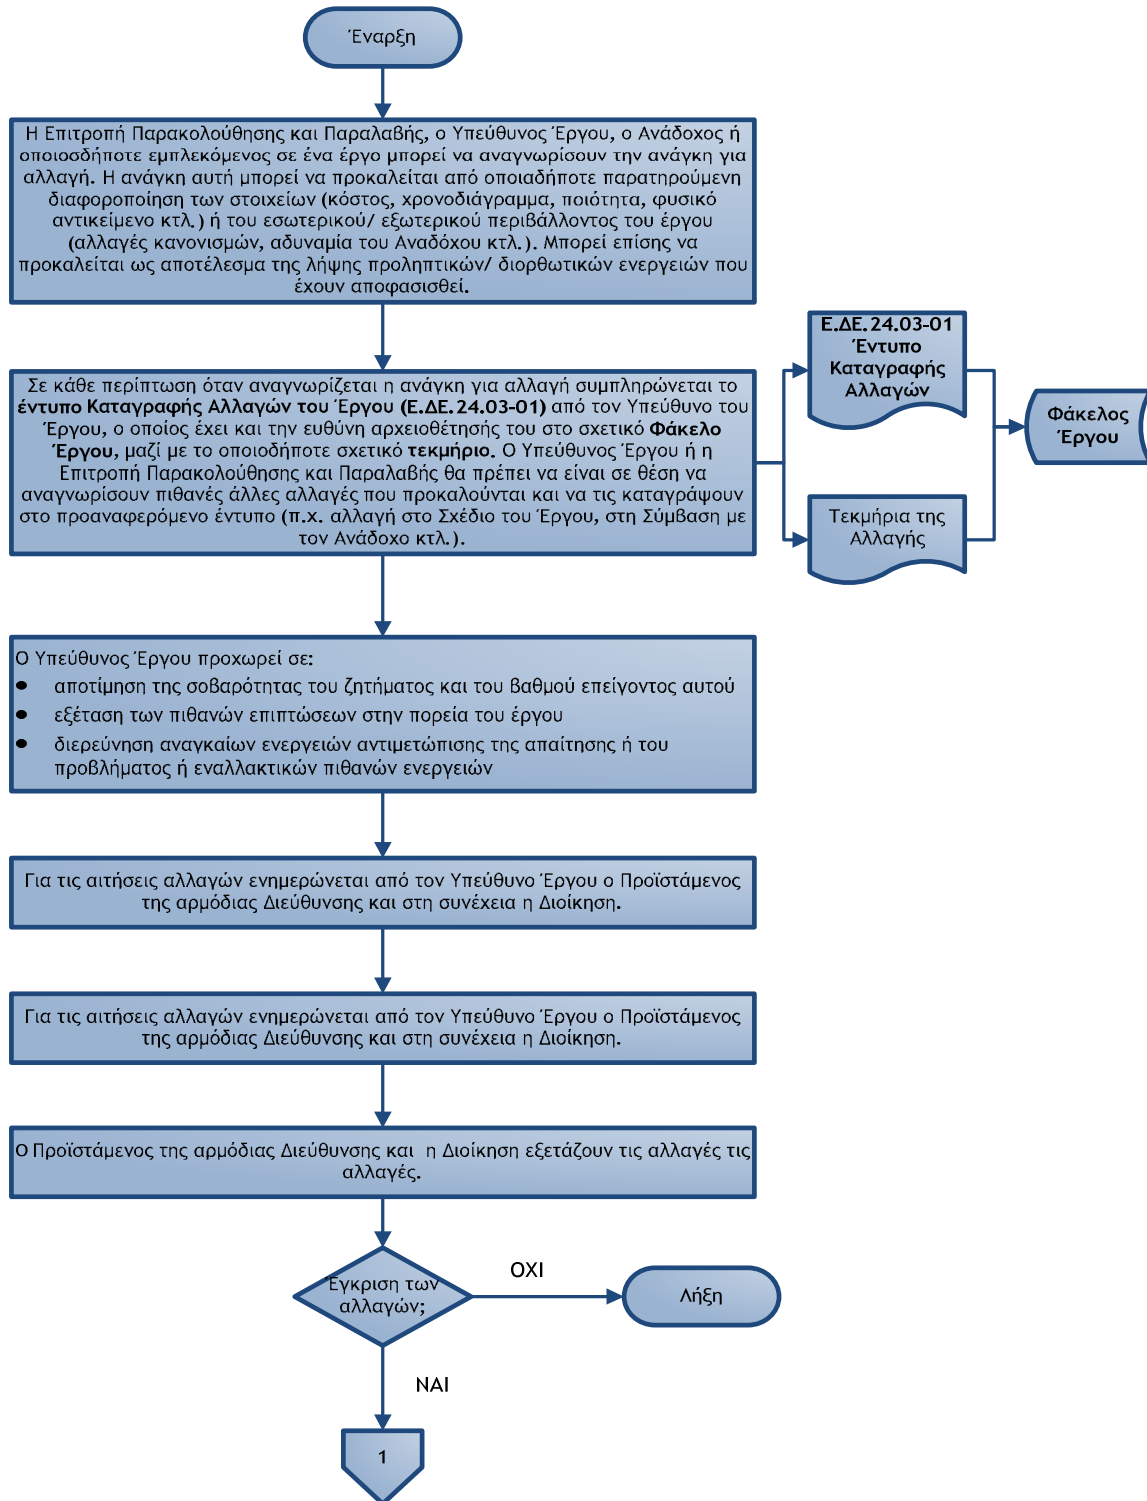 Έναρξη
Η Επιτροπή Παρακολούθησης και Παραλαβής, ο Υπεύθυνος Έργου, ο Ανάδοχος ή
οποιοσδήποτε εμπλεκόμενος σε ένα έργο μπορεί να αναγνωρίσουν την ανάγκη για
αλλαγή. Η ανάγκη αυτή μπορεί να προκαλείται από οποιαδήποτε παρατηρούμενη
διαφοροποίηση των στοιχείων (κόστος, χρονοδιάγραμμα, ποιότητα, φυσικό
αντικείμενο κτλ.) ή του εσωτερικού/ εξωτερικού περιβάλλοντος του έργου
(αλλαγές κανονισμών, αδυναμία του Αναδόχου κτλ.). Μπορεί επίσης να
προκαλείται ως αποτέλεσμα της λήψης προληπτικών/ διορθωτικών ενεργειών που
έχουν αποφασισθεί.
Σε κάθε περίπτωση όταν αναγνωρίζεται η ανάγκη για αλλαγή συμπληρώνεται το
έντυπο Καταγραφής Αλλαγών του Έργου (Ε.ΔΕ.24.03-01) από τον Υπεύθυνο του
Έργου, ο οποίος έχει και την ευθύνη αρχειοθέτησής του στο σχετικό Φάκελο
Έργου, μαζί με το οποιοδήποτε σχετικό τεκμήριο. Ο Υπεύθυνος Έργου ή η
Επιτροπή Παρακολούθησης και Παραλαβής θα πρέπει να είναι σε θέση να
αναγνωρίσουν πιθανές άλλες αλλαγές που προκαλούνται και να τις καταγράψουν
στο προαναφερόμενο έντυπο (π.χ. αλλαγή στο Σχέδιο του Έργου, στη Σύμβαση με
τον Ανάδοχο κτλ.).
Ε.ΔΕ.24.03-01
Έντυπο
Καταγραφής
Αλλαγών
Τεκμήρια της
Αλλαγής
Φάκελος
Έργου
Ο Υπεύθυνος Έργου προχωρεί σε:
• αποτίμηση της σοβαρότητας του ζητήματος και του βαθμού επείγοντος αυτού
• εξέταση των πιθανών επιπτώσεων στην πορεία του έργου
• διερεύνηση αναγκαίων ενεργειών αντιμετώπισης της απαίτησης ή του
προβλήματος ή εναλλακτικών πιθανών ενεργειών
Για τις αιτήσεις αλλαγών ενημερώνεται από τον Υπεύθυνο Έργου ο Προϊστάμενος
της αρμόδιας Διεύθυνσης και στη συνέχεια η Διοίκηση.
Για τις αιτήσεις αλλαγών ενημερώνεται από τον Υπεύθυνο Έργου ο Προϊστάμενος
της αρμόδιας Διεύθυνσης και στη συνέχεια η Διοίκηση.
Ο Προϊστάμενος της αρμόδιας Διεύθυνσης και  η Διοίκηση εξετάζουν τις αλλαγές τις
αλλαγές.
Έγκριση των
αλλαγών;
ΟΧΙ
Λήξη
ΝΑΙ
1